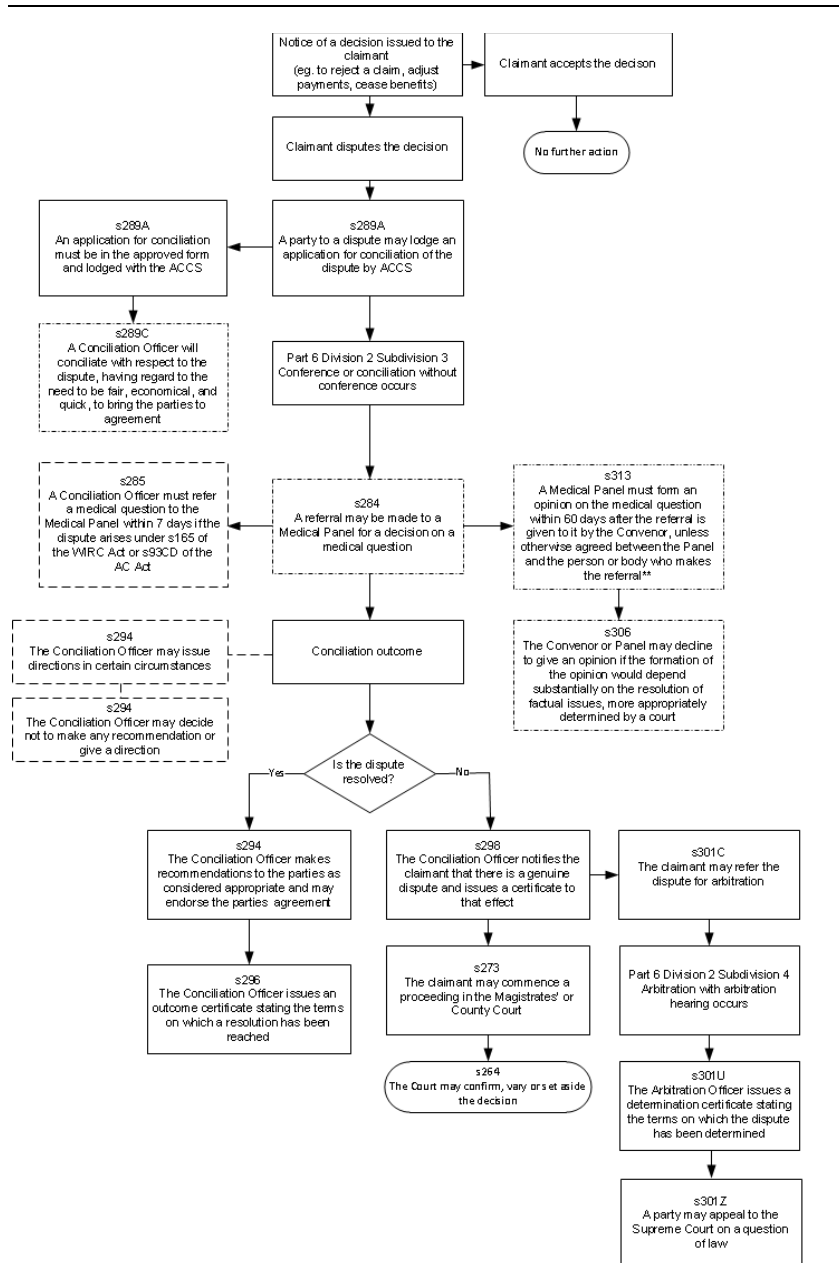 Notice of a decision issued to the
claimant
(eg. to reject a claim, adjust
payments, cease benefits)
Claimant accepts the decison
No further action
Claimant disputes the decision
s289A
An application for conciliation
must be in the approved form
and lodged with the ACCS
s289A
A party to a dispute may lodge an
application for conciliation of the
dispute by ACCS
s289C
A Conciliation Officer will
conciliate with respect to the
dispute, having regard to the
need to be fair, economical, and
quick, to bring the parties to
agreement
Part 6 Division 2 Subdivision 3
Conference or conciliation without
conference occurs
s285
A Conciliation Officer must refer
a medical question to the
Medical Panel within 7 days if the
dispute arises under s165 of
the WIRC Act or s93CD of the
AC Act
s284
A referral may be made to a
Medical Panel for a decision on a
medical question
s313
A Medical Panel must form an
opinion on the medical question
within 60 days after the referral is
given to it by the Convenor, unless
otherwise agreed between the Panel
and the person or body who makes
the referral**
s306
The Convenor or Panel may decline
to give an opinion if the formation of
the opinion would depend
substantially on the resolution of
factual issues, more appropriately
determined by a court
s294
The Conciliation Officer may issue
directions in certain circumstances
Conciliation outcome
s294
The Conciliation Officer may decide
not to make any recommendation or
give a direction
Is the dispute
resolved?
Yes
No
s294
The Conciliation Officer makes
recommendations to the parties as
considered appropriate and may
endorse the parties agreement
s298
The Conciliation Officer notifies the
claimant that there is a genuine
dispute and issues a certificate to
that effect
s301C
The claimant may refer the
dispute for arbitration
s296
The Conciliation Officer issues an
outcome certificate stating the terms
on which a resolution has been
reached
s273
The claimant may commence a
proceeding in the Magistrates' or
County Court
Part 6 Division 2 Subdivision 4
Arbitration with arbitration
hearing occurs
s264
The Court may confirm, vary or set aside
the decision
s301U
The Arbitration Officer issues a
determination certificate stating
the terms on which the dispute
has been determined
s301Z
A party may appeal to the
Supreme Court on a question
of law